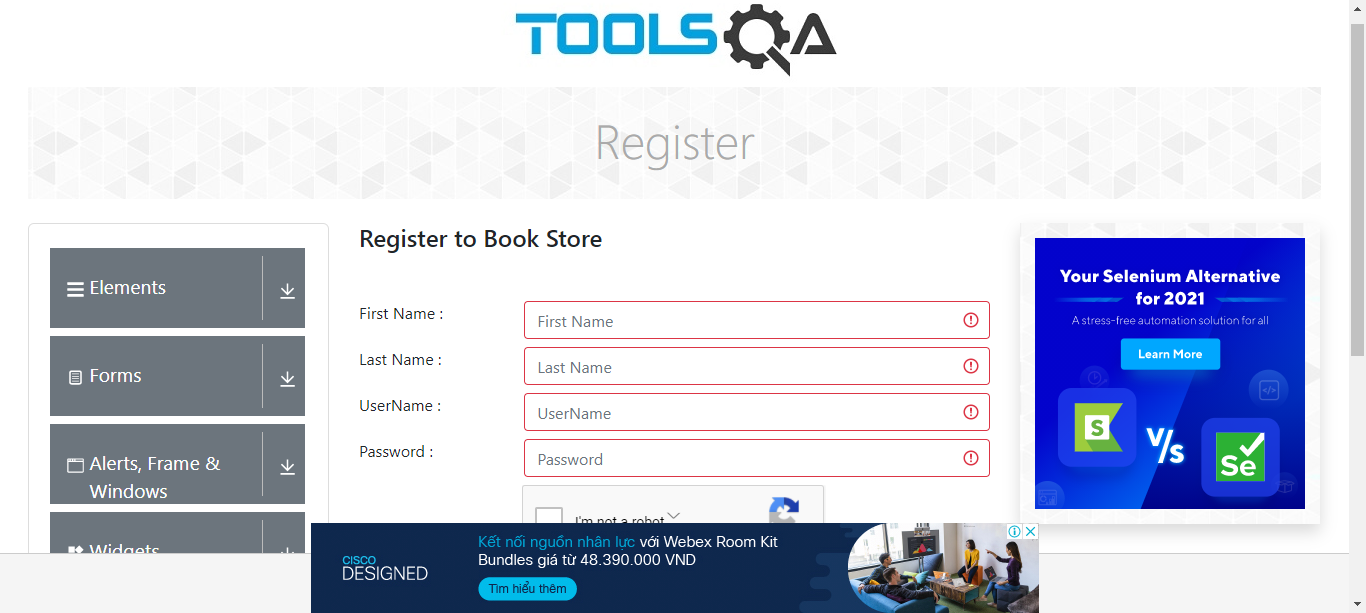 TOOLSQA
Register
Elements
Forms
Alerts, Frame &
Windows
Widgets
Register to Book Store
First Name :
First Name
Last Name :
Last Name
UserName :
UserName
Password :
Password
I'm not a robot
Your Selenium Alternative
for 2021
A stress-free automation solution for all
Learn More
S
V/s
Se
CISCO
DESIGNED
Kết nối nguồn nhân lực với Webex Room Kit
Bundles giá từ 48.390.000 VND
Tìm hiểu thêm